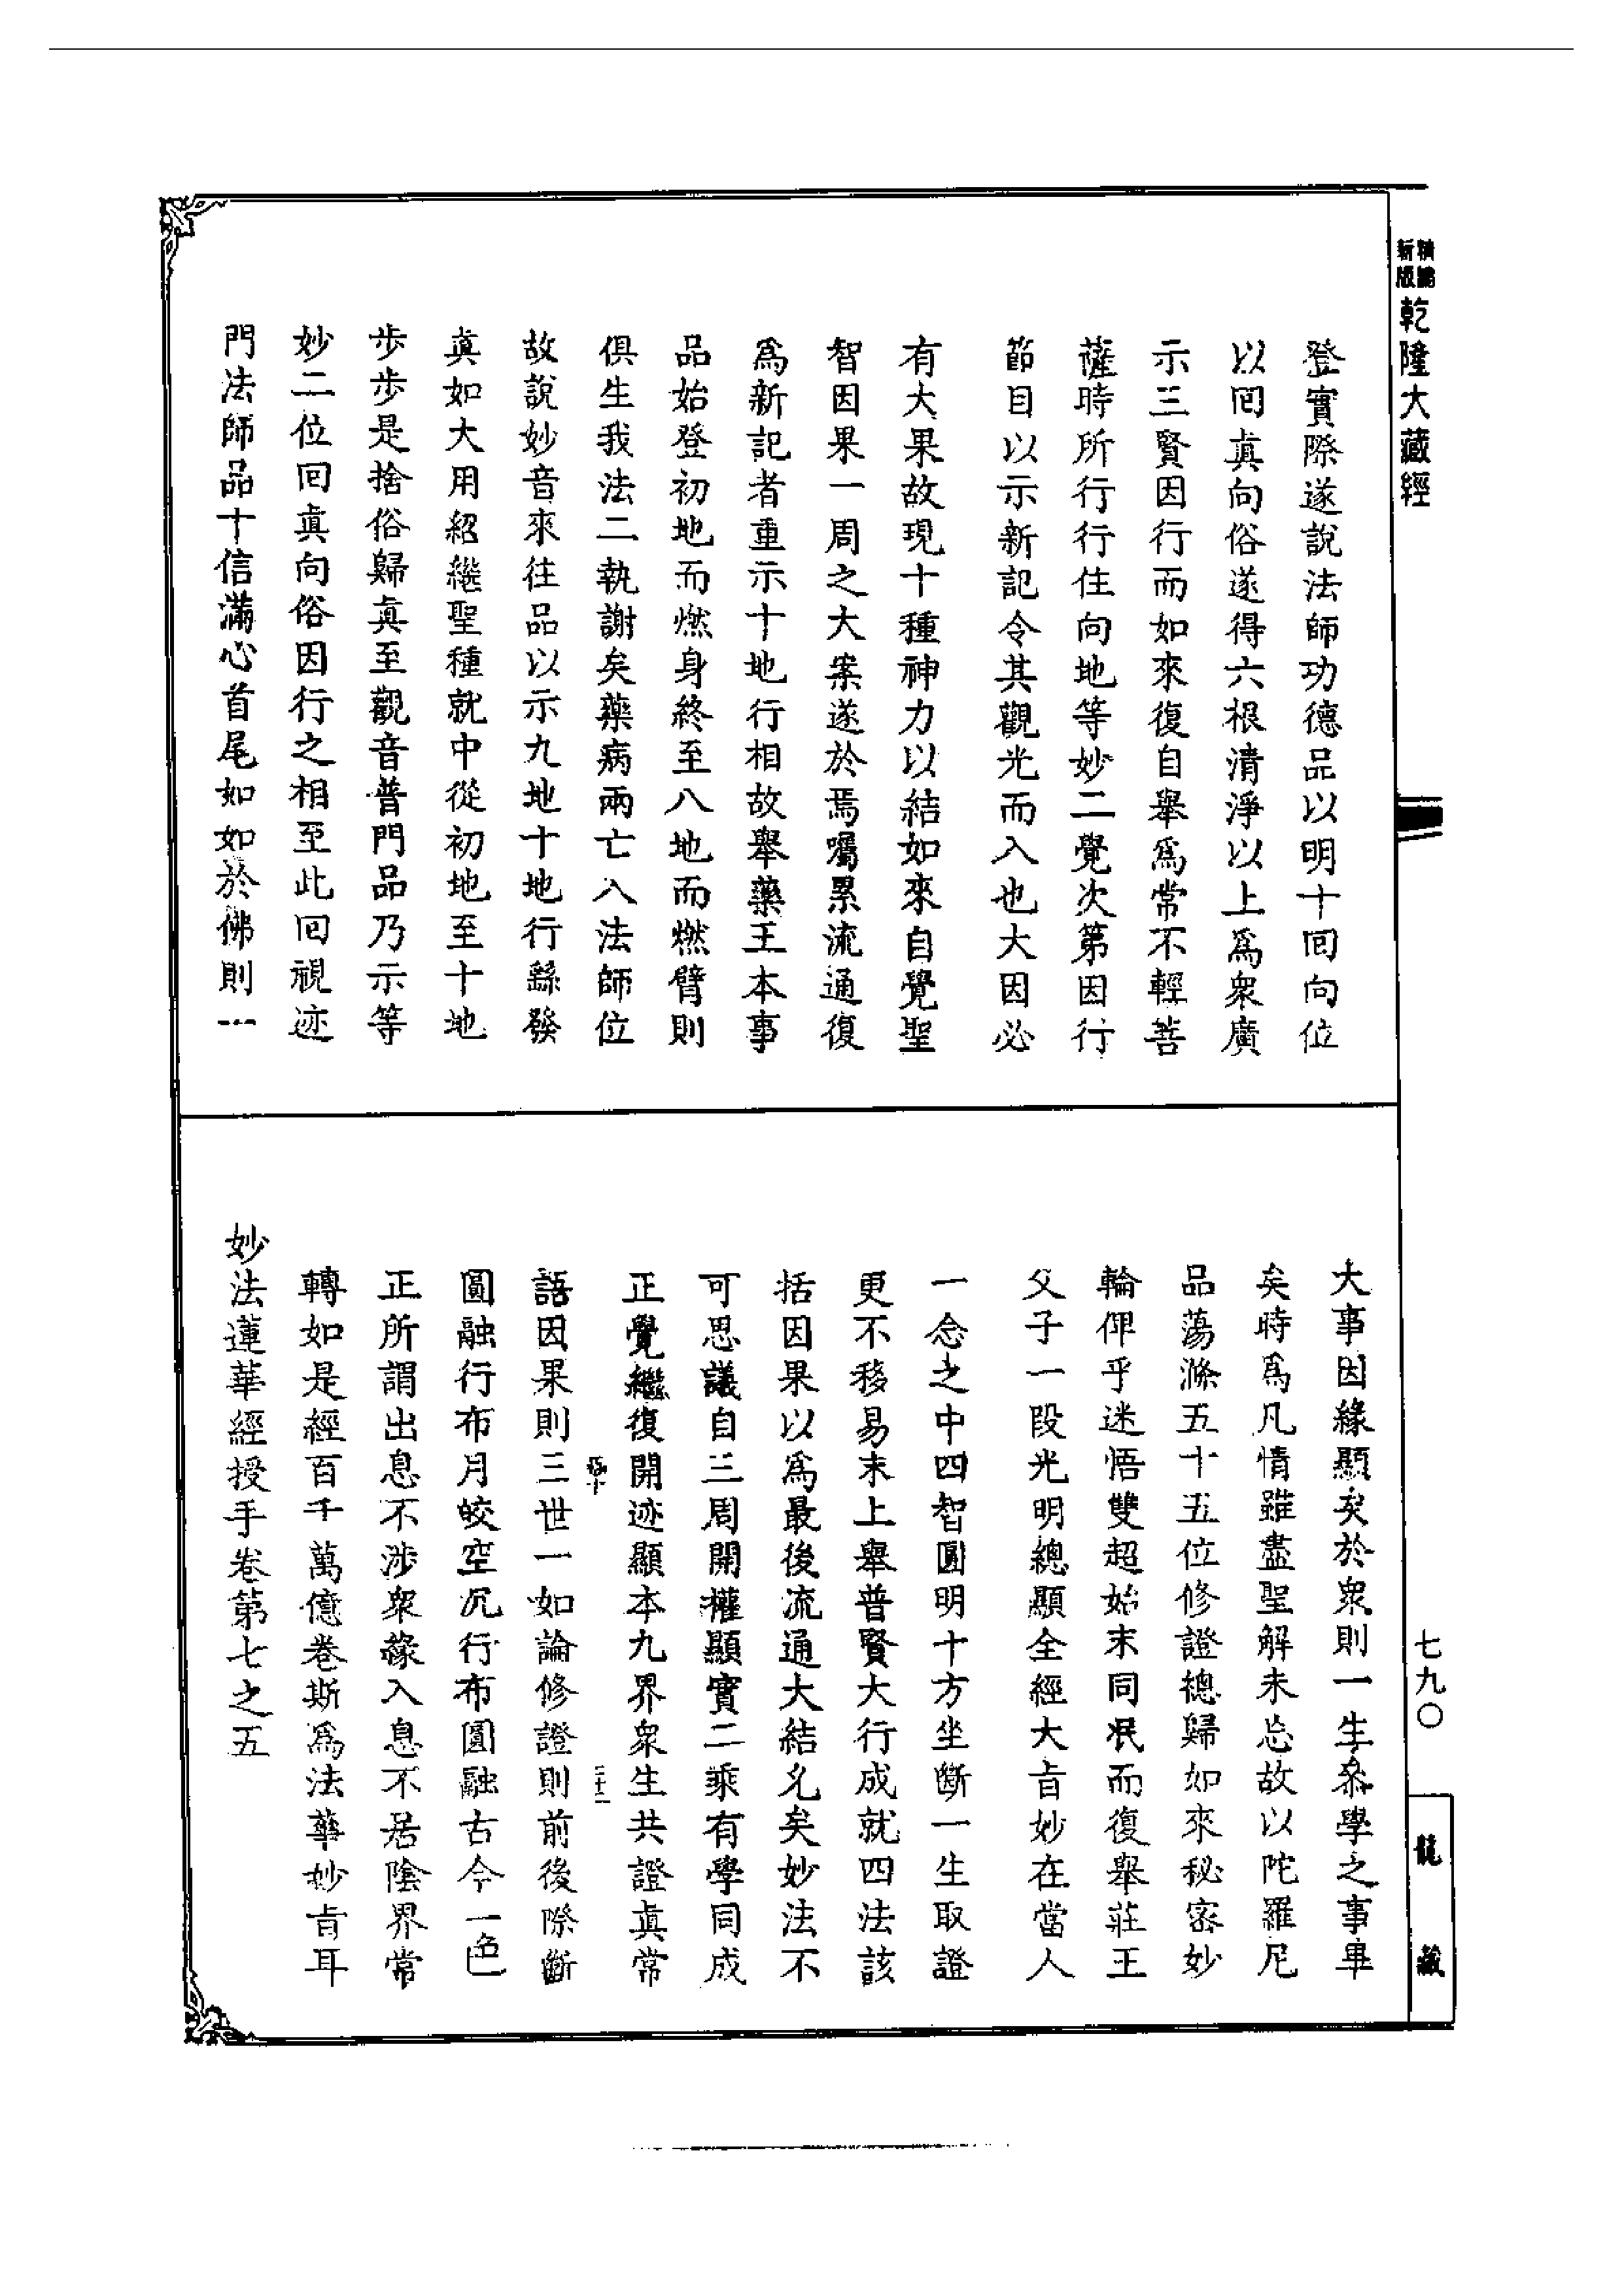 精編
新版
乾隆大藏經
登實際遂說法師功德品以明十回向位
以回真向俗遂得六根清淨以上爲衆廣
示三賢因行而如來復自舉爲常不輕菩
薩時所行行住向地等妙二覺次第因行
節目以示新記令其觀光而入也大因必
有大果故現十種神力以結如來自覺聖
智因果一周之大案遂於焉囑累流通復
爲新記者重示十地行相故舉藥王本事
品始登初地而燃身終至八地而燃臂則
俱生我法二執謝矣藥病兩亡入法師位
故說妙音來往品以示九地十地行繇發
真如大用紹繼聖種就中從初地至十地
步步是捨俗歸真至觀音普門品乃示等
妙二位回真向俗因行之相至此回視迹
門法師品十信滿心首尾如如於佛則一
大事因緣顯矣於衆則一生叅學之事畢
矣時爲凡情雖盡聖解未忘故以陀羅尼
品蕩滌五十五位修證總歸如來秘密妙
輪俾乎迷悟雙超始末同泯而復舉莊王
父子一段光明總顯全經大旨妙在當人
一念之中四智圓明十方坐斷一生取證
更不移易末上舉普賢大行成就四法該
括因果以爲最後流通大結乆矣妙法不
可思議自三周開權顯實二乘有學同成
正覺繼復開迹顯本九界衆生共證真常
語因果則三世一如論修證則前後際斷
圓融行布月皎空沉行布圓融古今一色
正所謂出息不涉衆緣入息不居陰界常
轉如是經百千萬億卷斯爲法華妙旨耳
妙法蓮華經授手卷第七之五
七九〇
龍藏